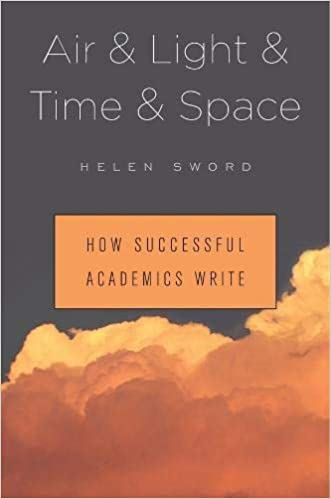 Air & Light &
Time & Space
HELEN SWORD
HOW SUCCESSFUL
ACADEMICS WRITE